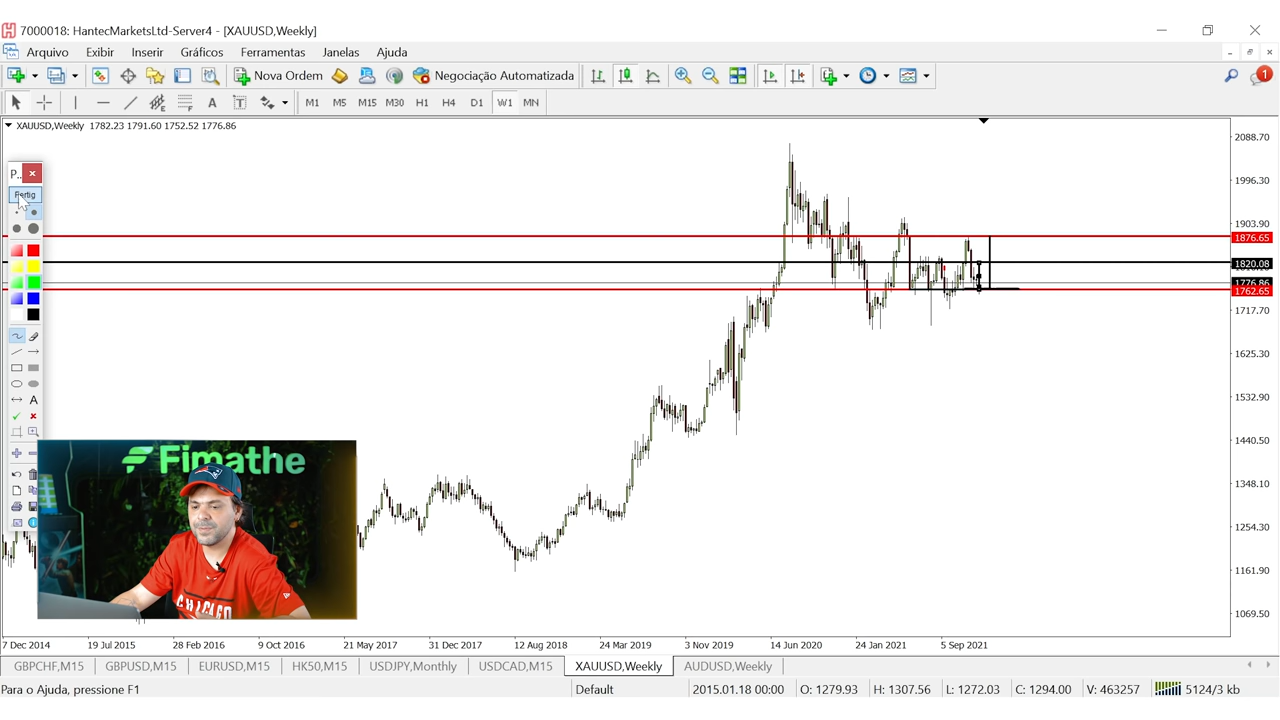 7000018: HantecMarketsLtd-Server4 - [XAUUSD,Weekly]
Arquivo Exibir Inserir Gráficos Ferramentas Janelas Ajuda
Nova Ordem Negociação Automatizada 1
A T M1 M5 M15 M30 H1 H4 D1 W1 MN
XAUUSD,Weekly 1782.23 1791.60 1752.52 1776.86
2088.70
P..
1996.30
Fertig
1903.90
1876.65
1820.08
1776.86
1762.65
1717.70
1625.30
A
1532.90
1440.50
Fimathe
1348.10
1254.30
1161.90
CHICAGO
1069.50
7 Dec 2014 19 Jul 2015 28 Feb 2016 9 Oct 2016 21 May 2017 31 Dec 2017 12 Aug 2018 24 Mar 2019 3 Nov 2019 14 Jun 2020 24 Jan 2021 5 Sep 2021
GBPCHF,M15 GBPUSD,M15 EURUSD,M15 HK50,M15 USDJPY,Monthly USDCAD,M15 XAUUSD,Weekly AUDUSD,Weekly
Para o Ajuda, pressione F1 Default 2015.01.18 00:00 O: 1279.93 H: 1307.56 L: 1272.03 C: 1294.00 V: 463257 5124/3 kb